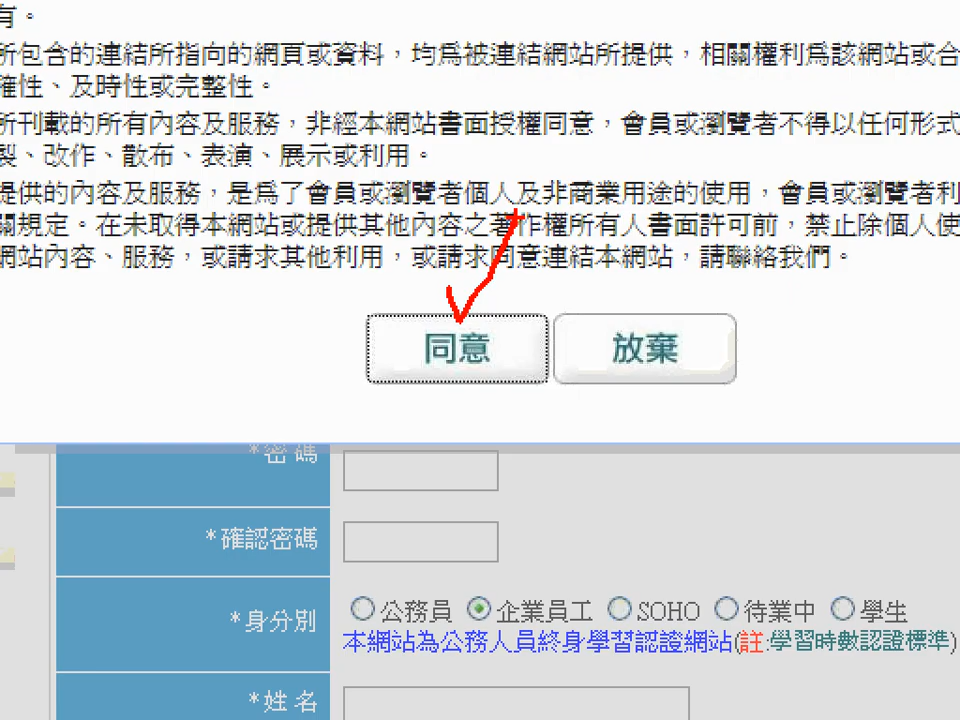 有。
所包含的連結所指向的網頁或資料，均為被連結網站所提供，相關權利為該網站或合
確性、及時性或完整性。
所刊載的所有內容及服務，非經本網站書面授權同意，會員或瀏覽者不得以任何形式
製、改作、散布、表演、展示或利用。
提供的內容及服務，是為了會員或瀏覽者個人及非商業用途的使用，會員或瀏覽者利
關規定。在未取得本網站或提供其他內容之著作權所有人書面許可前，禁止除個人使
網站內容、服務，或請求其他利用，或請求同意連結本網站，請聯絡我們。
同意 放棄
*密 碼
*確認密碼
*身分別 公務員 企業員工 SOHO 待業中 學生
本網站為公務人員終身學習認證網站(註:學習時數認證標準)
*姓 名